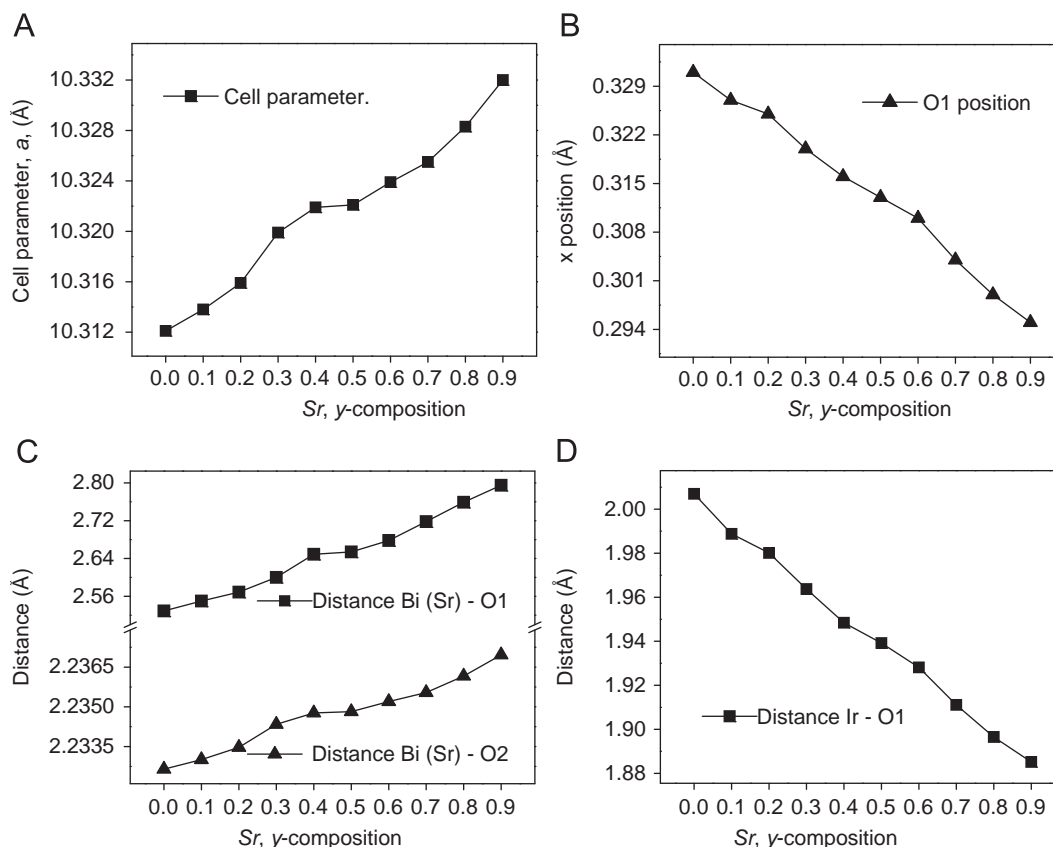 A
Cell parameter, a, (Å)
10.332
10.328
10.324
10.320
10.316
10.312
Cell parameter.
0.0 0.1 0.2 0.3 0.4 0.5 0.6 0.7 0.8 0.9
Sr, y-composition
B
x position (Å)
0.329
0.322
0.315
0.308
0.301
0.294
O1 position
0.0 0.1 0.2 0.3 0.4 0.5 0.6 0.7 0.8 0.9
Sr, y-composition
C
Distance (Å)
2.80
2.72
2.64
2.56
2.2365
2.2350
2.2335
Distance Bi (Sr) - O1
Distance Bi (Sr) - O2
0.0 0.1 0.2 0.3 0.4 0.5 0.6 0.7 0.8 0.9
Sr, y-composition
D
Distance (Å)
2.00
1.98
1.96
1.94
1.92
1.90
1.88
Distance Ir - O1
0.0 0.1 0.2 0.3 0.4 0.5 0.6 0.7 0.8 0.9
Sr, y-composition